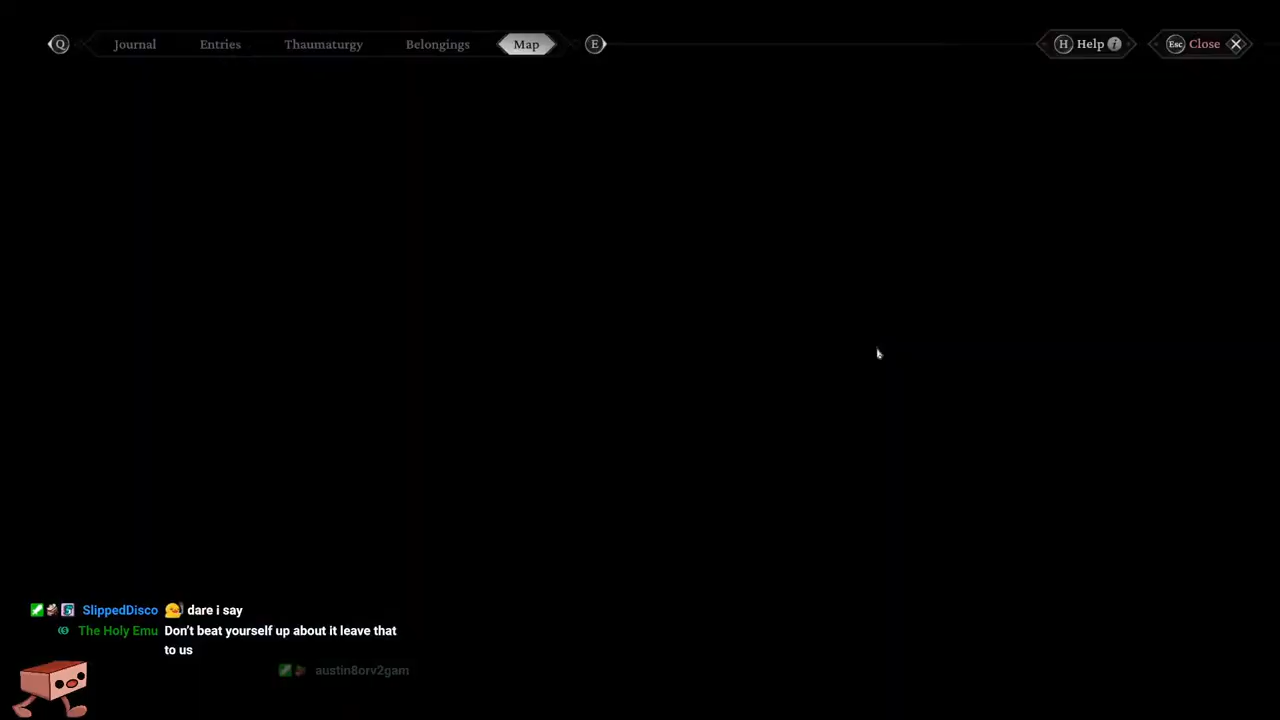 Q Journal Entries Thaumaturgy Belongings Map E H Help i Esc Close
SlippedDisco dare i say
The Holy Emu Don't beat yourself up about it leave that
to us
austin8orv2gam